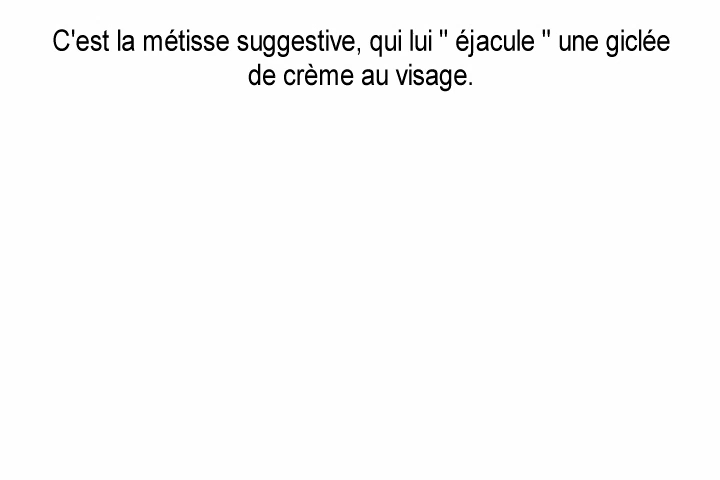 C'est la métisse suggestive, qui lui " éjacule " une giclée
de crème au visage.